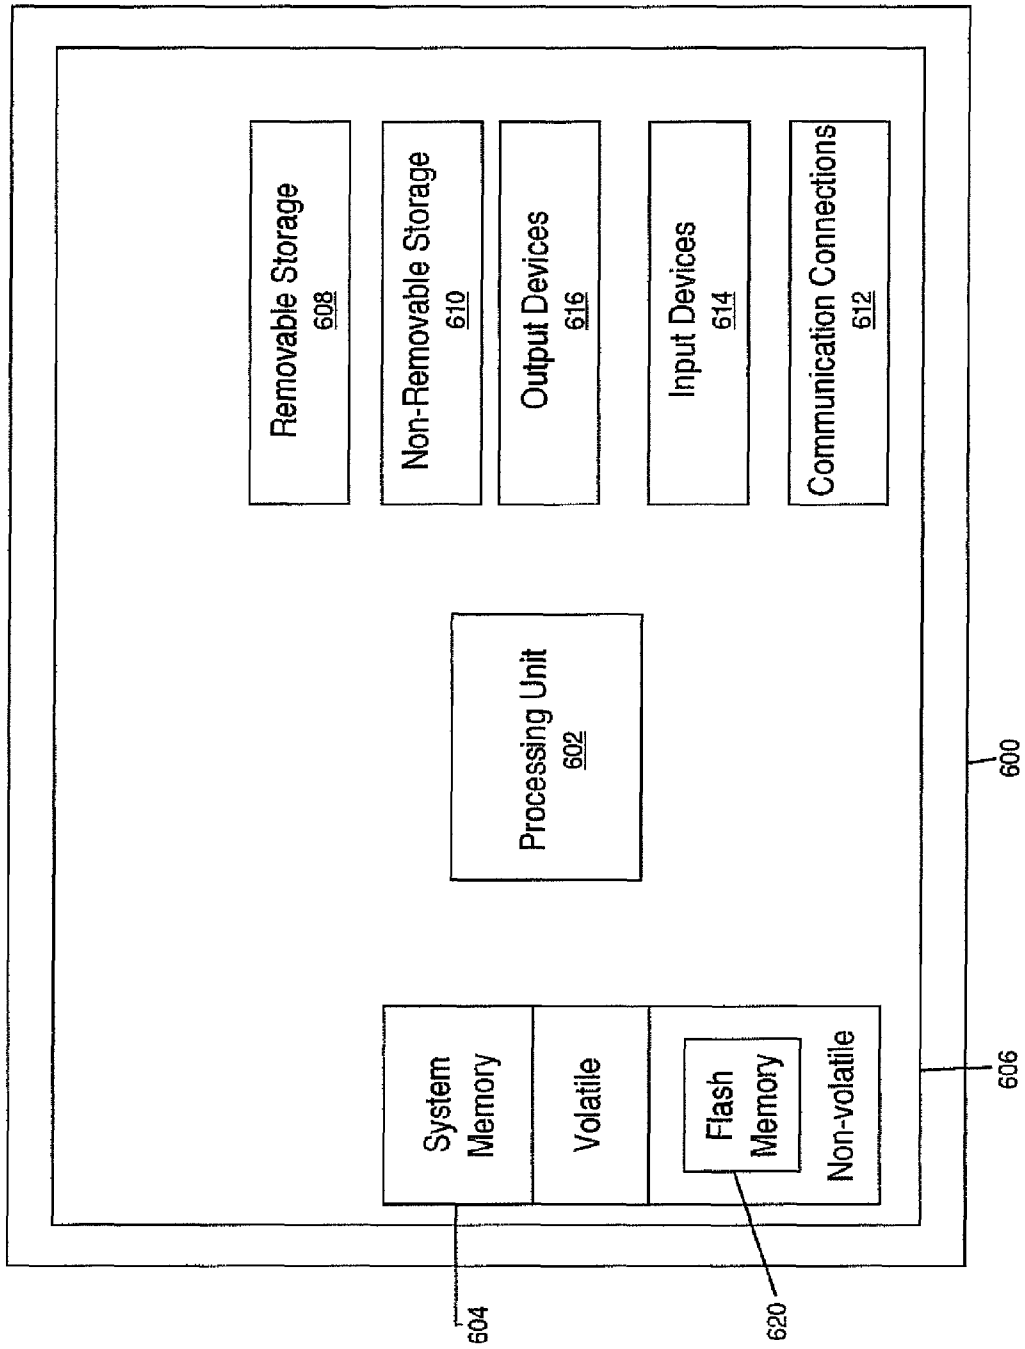 System
Memory
Volatile
Flash
Memory
Non-volatile
604
620
Processing Unit
602
Removable Storage
608
Non-Removable Storage
610
Output Devices
616
Input Devices
614
Communication Connections
612
606
600